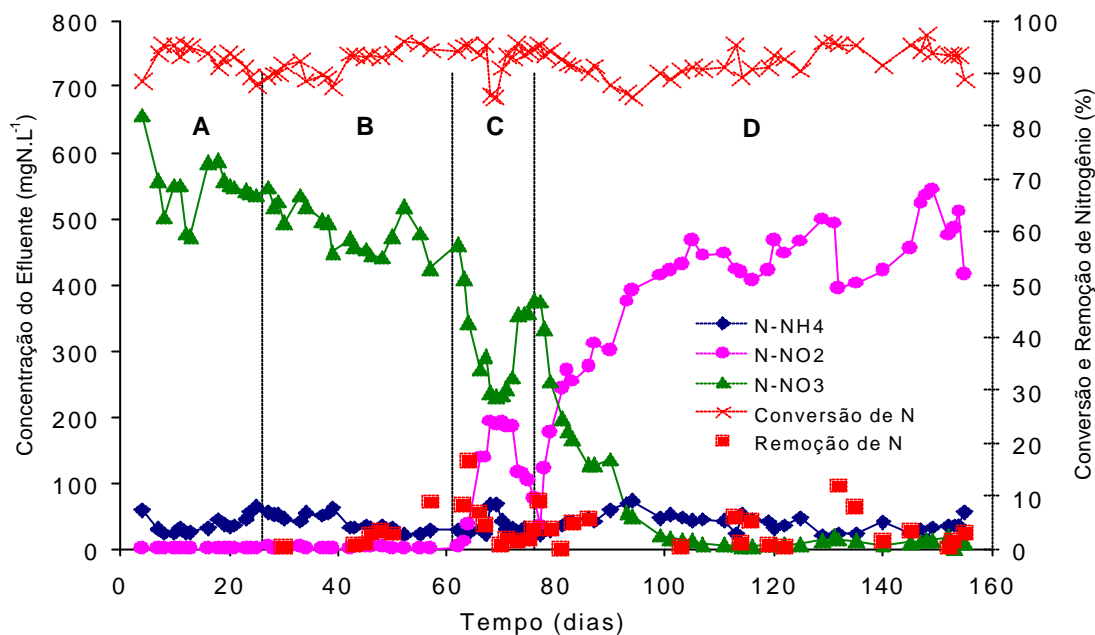 Concentração do Efluente (mgN.L-1)
800
700
600
500
400
300
200
100
0
A
B
C
D
N-NH4
N-NO2
N-NO3
Conversão de N
Remoção de N
100
90
80
70
60
50
40
30
20
10
0
Conversão e Remoção de Nitrogênio (%)
0
20
40
60
80
100
120
140
160
Tempo (dias)